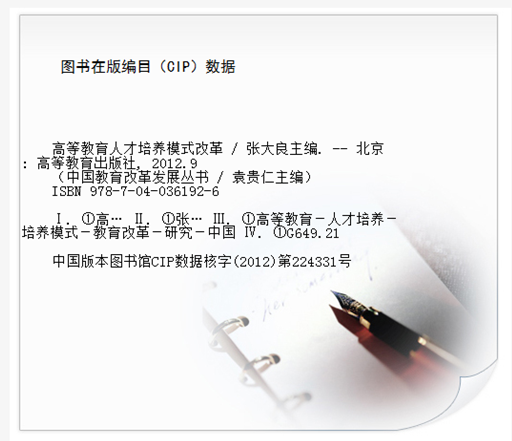 图书在版编目（CIP）数据
高等教育人才培养模式改革 / 张大良主编. -- 北京
: 高等教育出版社, 2012.9
（中国教育改革发展丛书 / 袁贵仁主编）
ISBN 978-7-04-036192-6
Ⅰ. ①高… Ⅱ. ①张… Ⅲ. ①高等教育－人才培养－
培养模式－教育改革－研究－中国 Ⅳ. ①G649.21
中国版本图书馆CIP数据核字(2012)第224331号